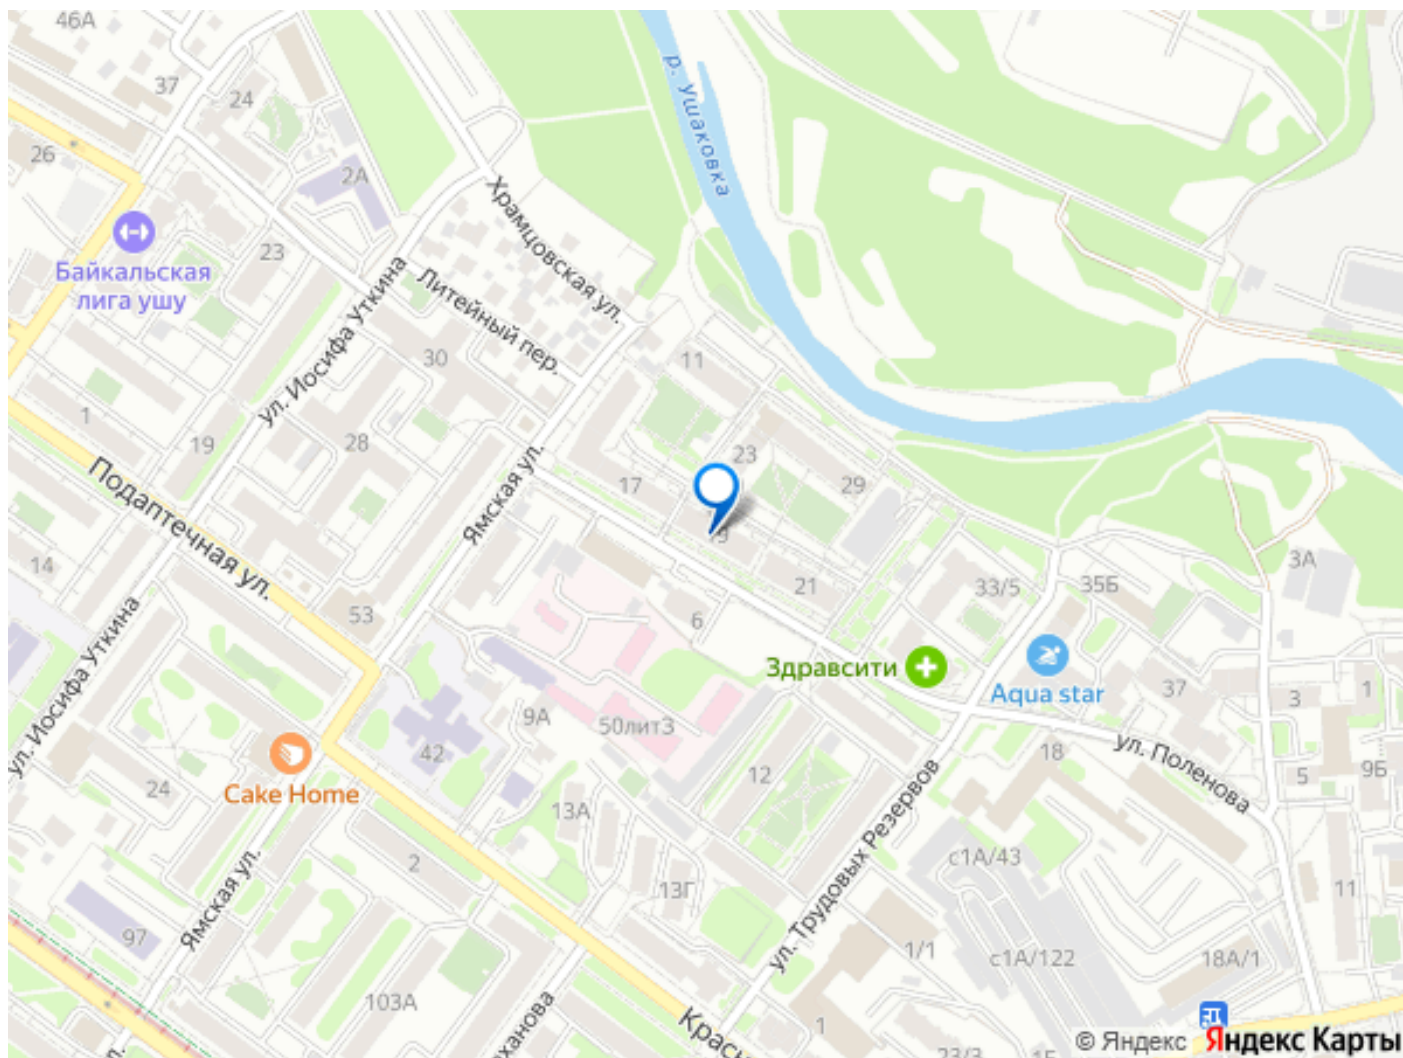 46А
37
24
р. Ушаковка
26
2А
Храмцовская ул.
23
Байкальская
лига ушу
ул. Иосифа Уткина
Литейный пер.
30
11
1
19
28
23
29
17
Подаптечная ул.
Ямская ул.
19
14
21
33/5
35Б
3А
53
6
Здравсити
Aqua star
37
3
1
ул. Иосифа Уткина
9А
50лит3
42
18
ул. Поленова
5
9Б
12
24
Cake Home
13А
2
ул. Трудовых Резервов
с1А/43
13Г
11
Ямская ул.
97
1/1
с1А/122
18А/1
103А
1
© Яндекс Яндекс Карты